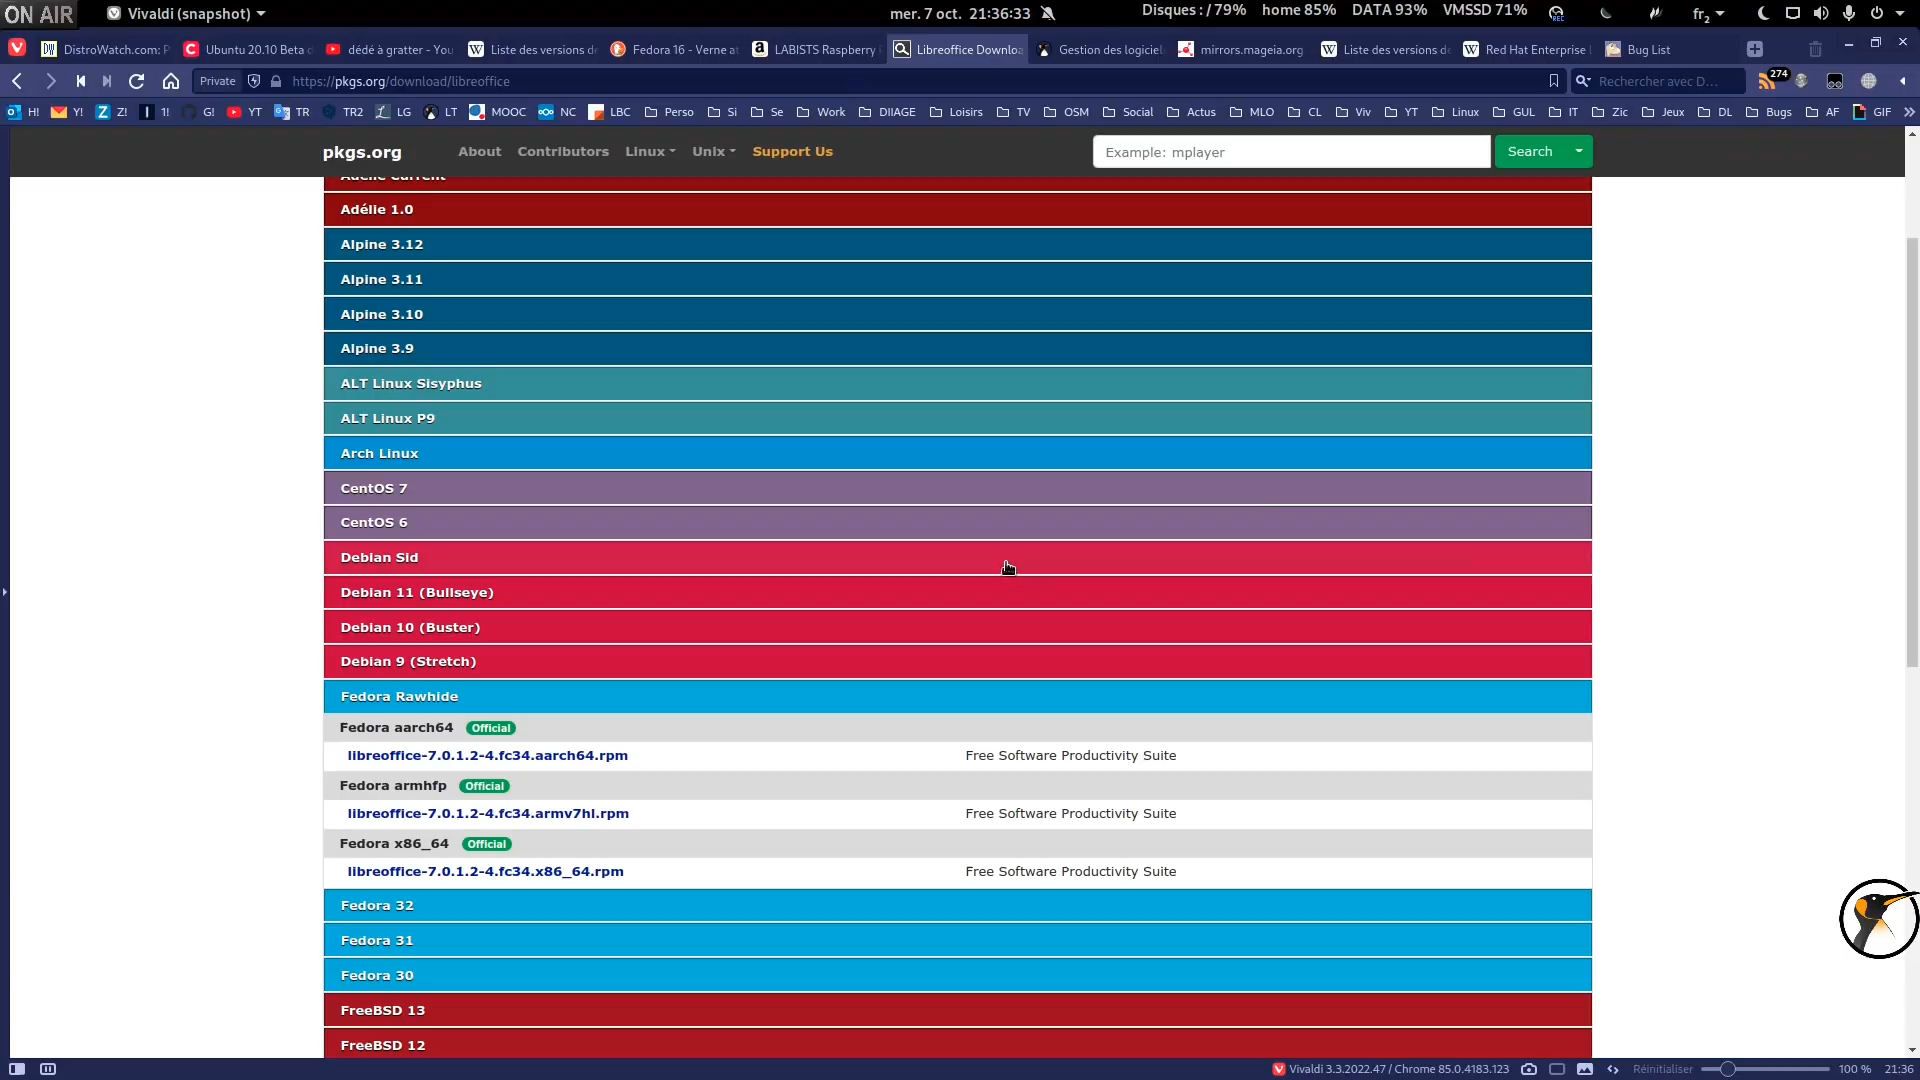 ON AIR Vivaldi (snapshot) mer. 7 oct. 21:36:33 Disques : / 79% home 85% DATA 93% VMSSD 71% REC fr₂
DistroWatch.com: P Ubuntu 20.10 Beta d dédé à gratter - You Liste des versions de Fedora 16 - Verne at LABISTS Raspberry Libreoffice Downloa Gestion des logiciel mirrors.mageia.org Liste des versions de Red Hat Enterprise L Bug List
Private https://pkgs.org/download/libreoffice Rechercher avec D... 274
H! Y! Z! 1! G! YT TR TR2 LG LT MOOC NC LBC Perso Si Se Work DIIAGE Loisirs TV OSM Social Actus MLO CL Viv YT Linux GUL IT Zic Jeux DL Bugs AF GIF
pkgs.org About Contributors Linux Unix Support Us Example: mplayer Search
Adélie Current
Adélie 1.0
Alpine 3.12
Alpine 3.11
Alpine 3.10
Alpine 3.9
ALT Linux Sisyphus
ALT Linux P9
Arch Linux
CentOS 7
CentOS 6
Debian Sid
Debian 11 (Bullseye)
Debian 10 (Buster)
Debian 9 (Stretch)
Fedora Rawhide
Fedora aarch64 Official
libreoffice-7.0.1.2-4.fc34.aarch64.rpm Free Software Productivity Suite
Fedora armhfp Official
libreoffice-7.0.1.2-4.fc34.armv7hl.rpm Free Software Productivity Suite
Fedora x86_64 Official
libreoffice-7.0.1.2-4.fc34.x86_64.rpm Free Software Productivity Suite
Fedora 32
Fedora 31
Fedora 30
FreeBSD 13
FreeBSD 12
Vivaldi 3.3.2022.47 / Chrome 85.0.4183.123 Réinitialiser 100 % 21:36